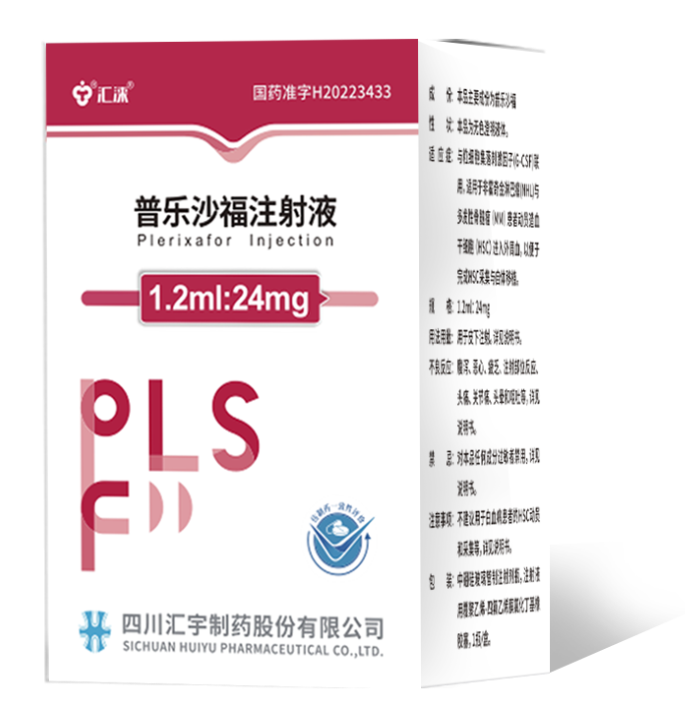 汇涞®
国药准字H20223433
普乐沙福注射液
Plerixafor Injection
1.2ml:24mg
PLS
仿制药一致性评价
四川汇宇制药股份有限公司
SICHUAN HUIYU PHARMACEUTICAL CO.,LTD.
成 份: 本品主要成份为普乐沙福
性 状: 本品为无色澄明液体。
适应症: 与粒细胞集落刺激因子(G-CSF)联
用, 适用于非霍奇金淋巴瘤(NHL)与
多发性骨髓瘤 (MM) 患者动员造血
干细胞 (HSC) 进入外周血, 以便于
完成HSC采集与自体移植。
规 格: 1.2ml: 24mg
用法用量: 用于皮下注射, 详见说明书。
不良反应: 腹泻、恶心、疲乏、注射部位反应、
头痛、关节痛、头晕和呕吐等, 详见
说明书。
禁 忌: 对本品任何成分过敏者禁用, 详见
说明书。
注意事项: 不建议用于白血病患者的HSC动员
和采集等, 详见说明书。
包 装: 中硼硅玻璃管制注射剂瓶, 注射液
用覆聚乙烯-四氟乙烯膜氯化丁基橡
胶塞, 1瓶/盒。